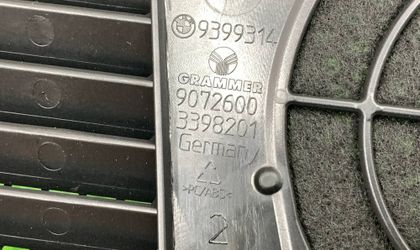 9399314
GRAMMER
9072600
3398201
Germany
>PC/ABS<
2